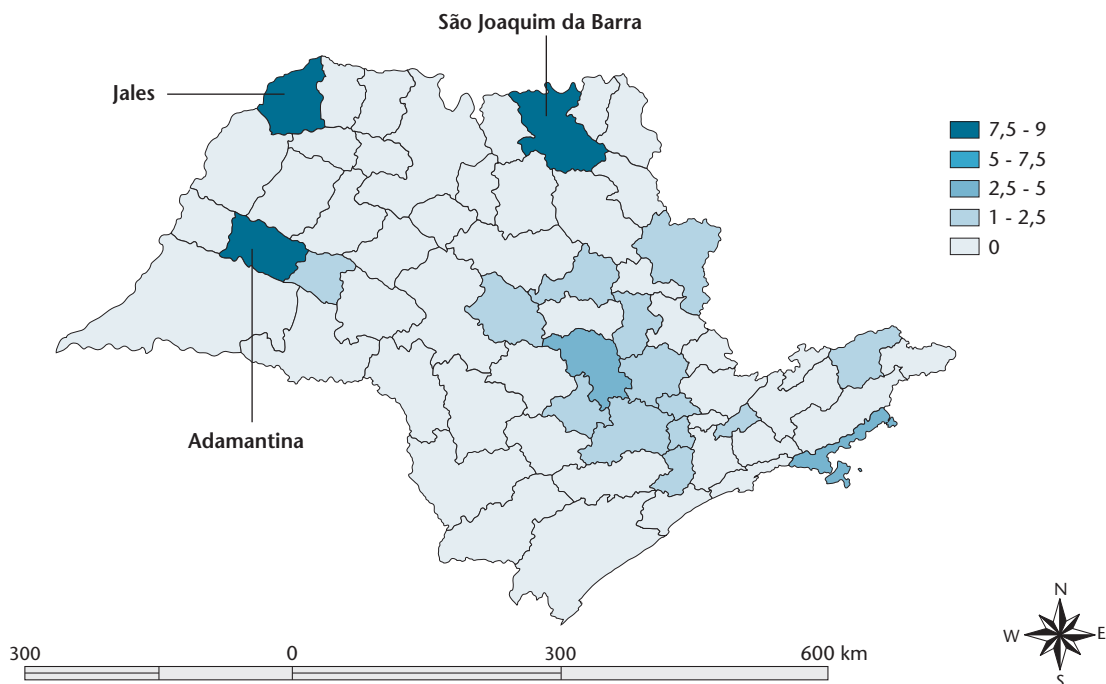 São Joaquim da Barra
Jales
7,5 - 9
5 - 7,5
2,5 - 5
1 - 2,5
0
Adamantina
N
W
E
S
300
0
300
600 km